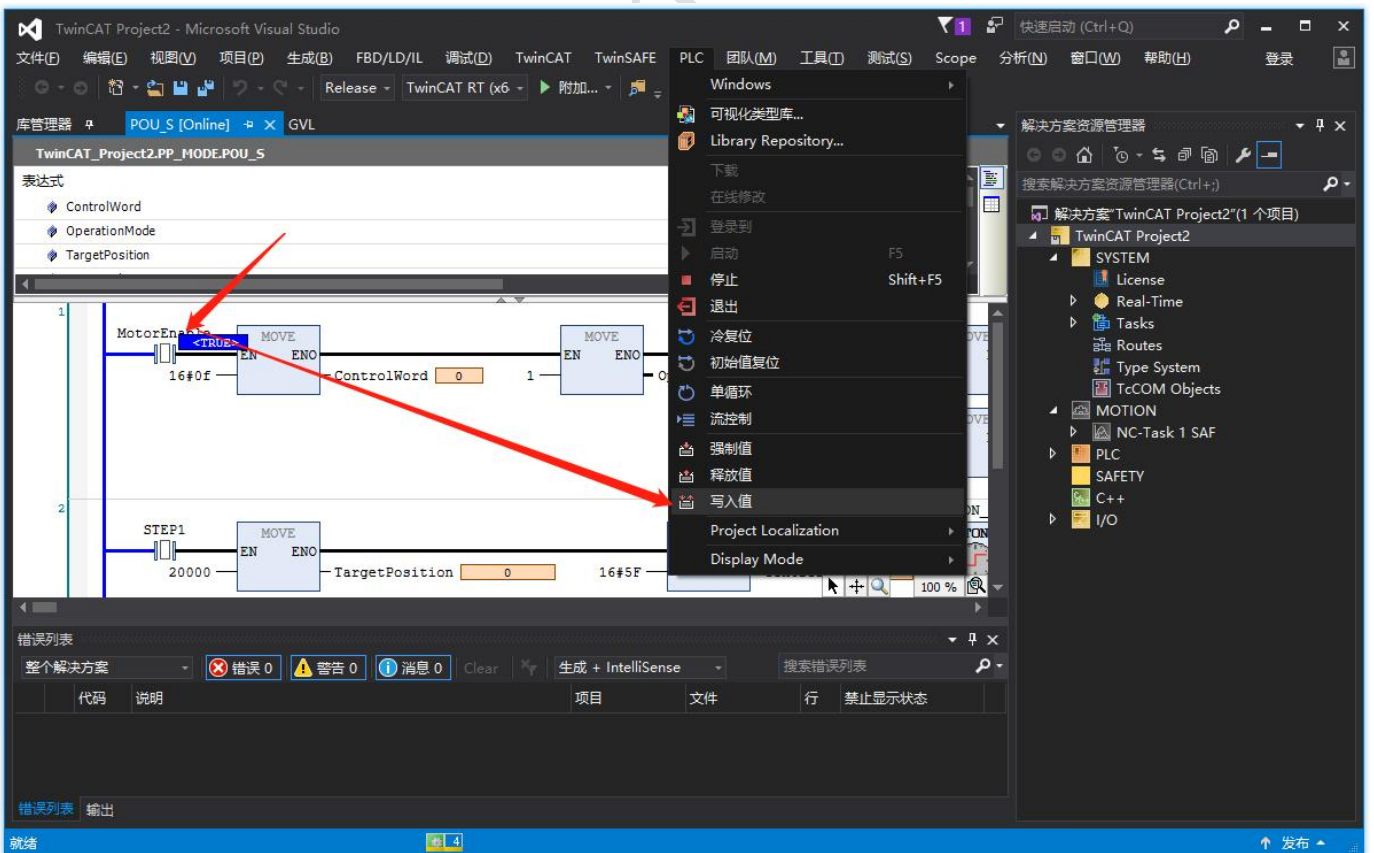 TwinCAT Project2 - Microsoft Visual Studio
1
快速启动 (Ctrl+Q)
文件(F) 编辑(E) 视图(V) 项目(P) 生成(B) FBD/LD/IL 调试(D) TwinCAT TwinSAFE PLC 团队(M) 工具(T) 测试(S) Scope 分析(N) 窗口(W) 帮助(H) 登录
Release TwinCAT RT (x6 附加...
库管理器 POU_S [Online] GVL
TwinCAT_Project2.PP_MODE.POU_S
表达式
ControlWord
OperationMode
TargetPosition
1
MotorEnable <TRUE> MOVE MOVE
EN ENO EN ENO
16#0f ControlWord 0 1
2
STEP1 MOVE
EN ENO
20000 TargetPosition 0 16#5F
100 %
Windows
可视化类型库...
Library Repository...
下载
在线修改
登录到
启动 F5
停止 Shift+F5
退出
冷复位
初始值复位
单循环
流控制
强制值
释放值
写入值
Project Localization
Display Mode
解决方案资源管理器
搜索解决方案资源管理器(Ctrl+;)
解决方案"TwinCAT Project2"(1 个项目)
TwinCAT Project2
SYSTEM
License
Real-Time
Tasks
Routes
Type System
TcCOM Objects
MOTION
NC-Task 1 SAF
PLC
SAFETY
C++
I/O
错误列表
整个解决方案 错误 0 警告 0 消息 0 Clear 生成 + IntelliSense 搜索错误列表
代码 说明 项目 文件 行 禁止显示状态
错误列表 输出
就绪 4 发布